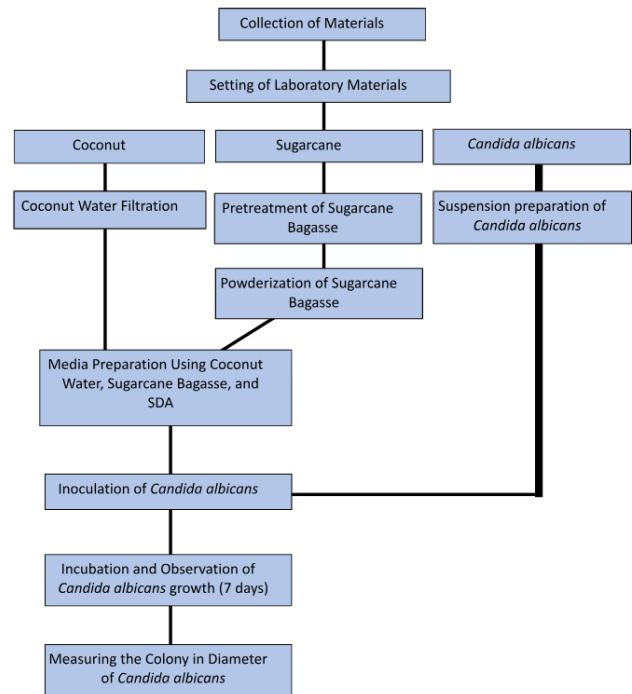 Collection of Materials
Setting of Laboratory Materials
Coconut
Sugarcane
Candida albicans
Coconut Water Filtration
Pretreatment of Sugarcane
Bagasse
Suspension preparation of
Candida albicans
Powderization of Sugarcane
Bagasse
Media Preparation Using Coconut
Water, Sugarcane Bagasse, and
SDA
Inoculation of Candida albicans
Incubation and Observation of
Candida albicans growth (7 days)
Measuring the Colony in Diameter
of Candida albicans